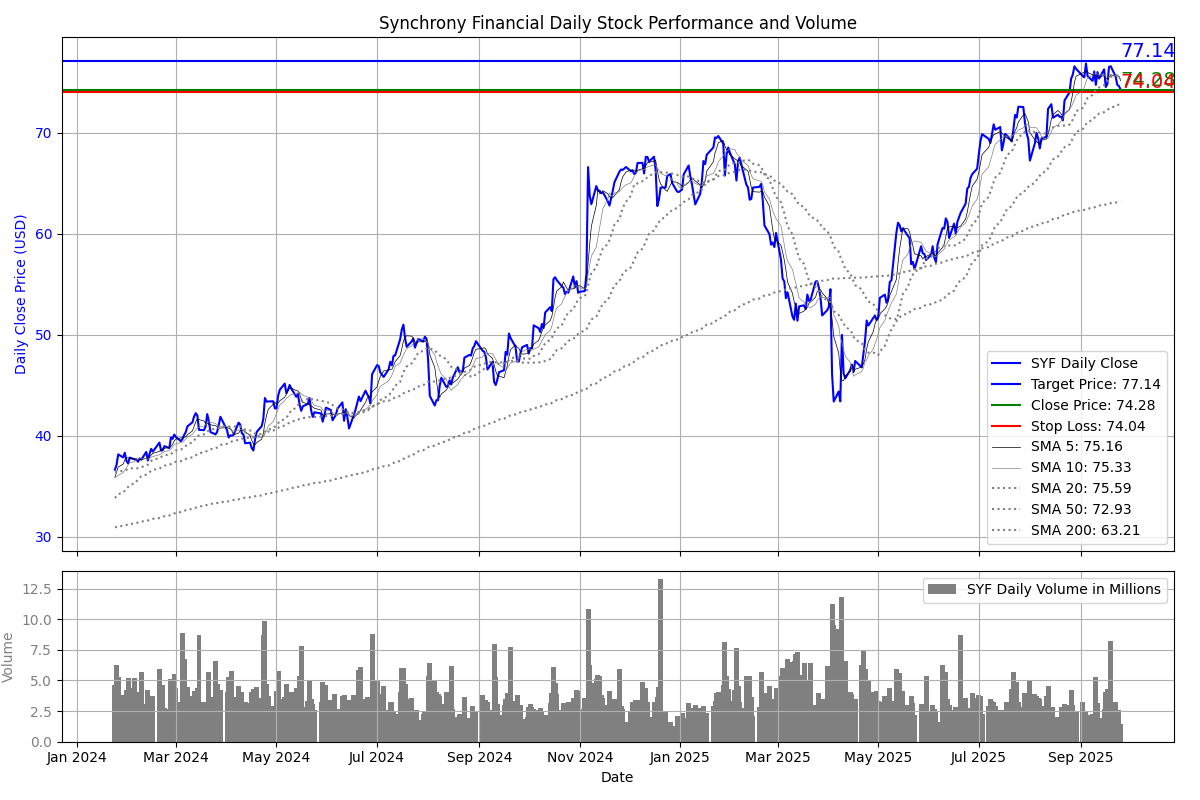 Synchrony Financial Daily Stock Performance and Volume
77.14
74.28
74.04
70
60
50
40
30
Daily Close Price (USD)
SYF Daily Close
Target Price: 77.14
Close Price: 74.28
Stop Loss: 74.04
SMA 5: 75.16
SMA 10: 75.33
SMA 20: 75.59
SMA 50: 72.93
SMA 200: 63.21
12.5
10.0
7.5
5.0
2.5
0.0
Volume
SYF Daily Volume in Millions
Jan 2024 Mar 2024 May 2024 Jul 2024 Sep 2024 Nov 2024 Jan 2025 Mar 2025 May 2025 Jul 2025 Sep 2025
Date